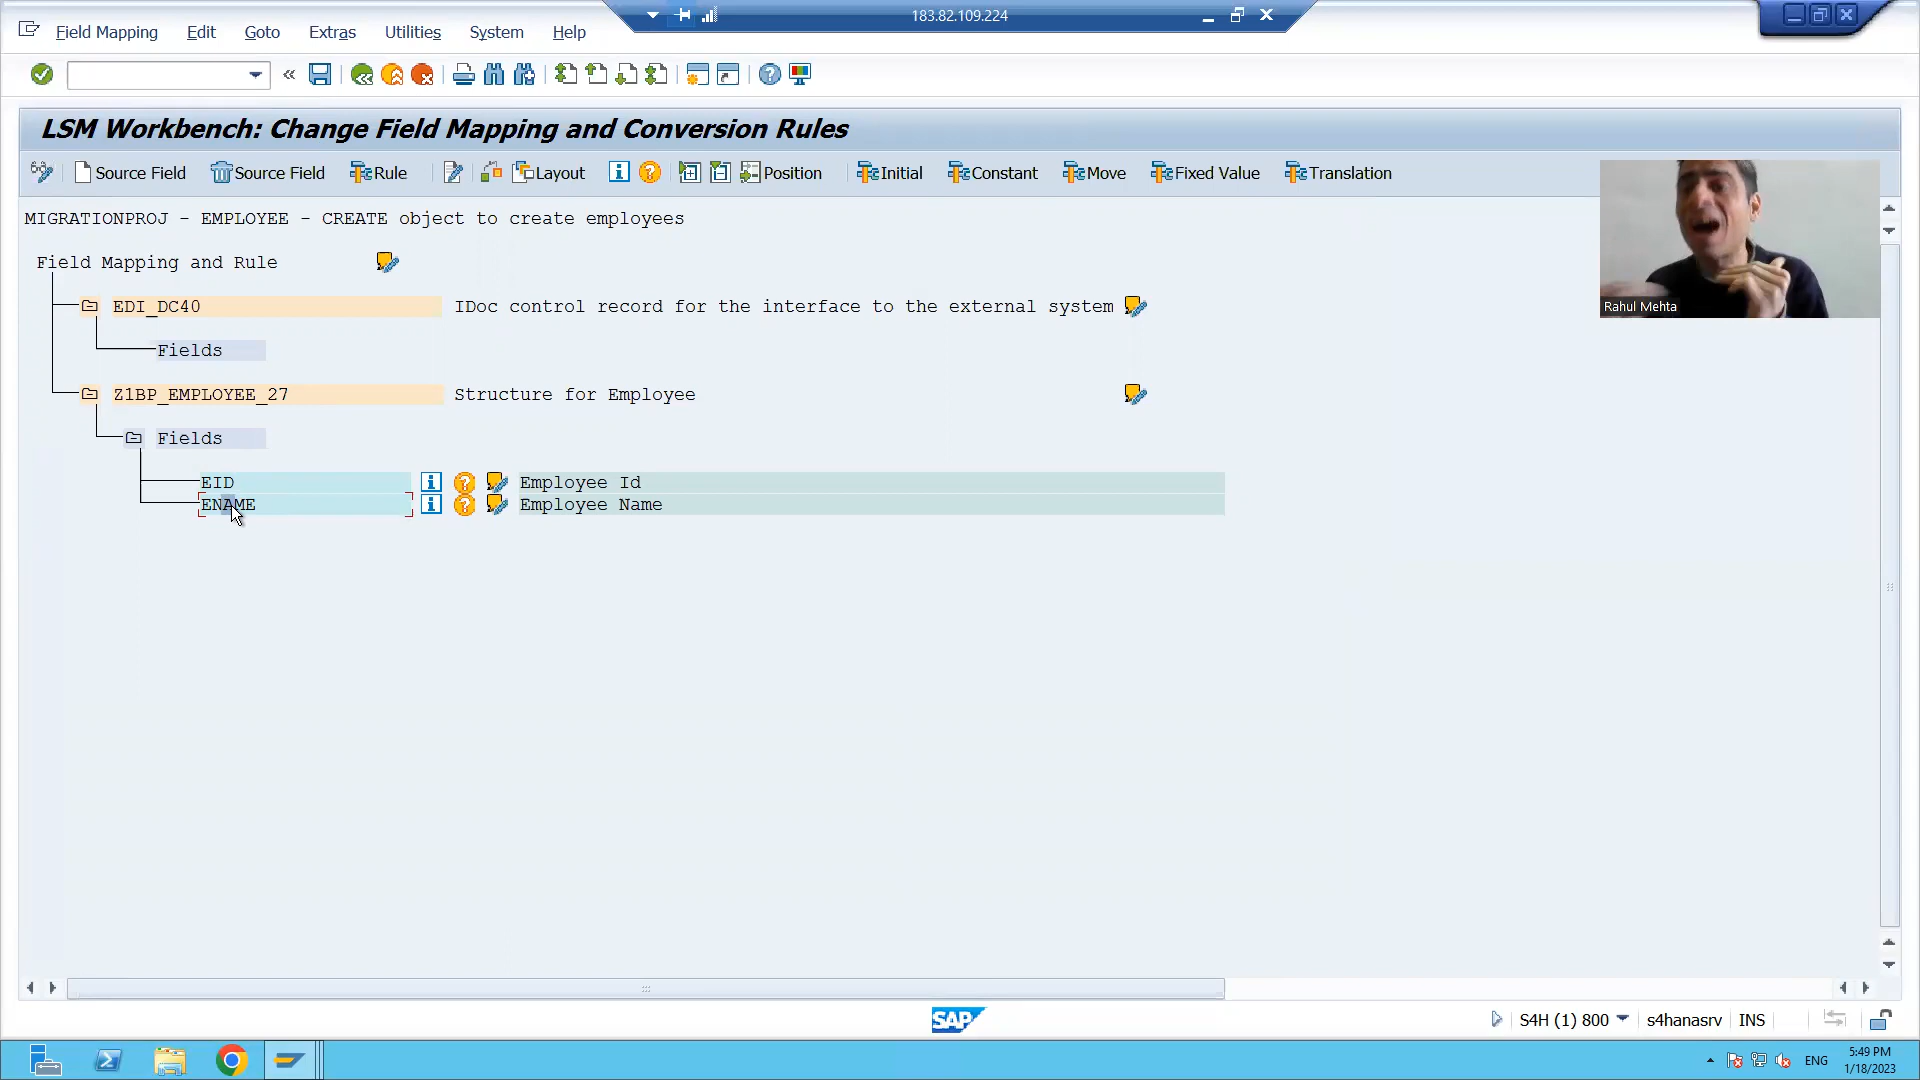 183.82.109.224
Field Mapping Edit Goto Extras Utilities System Help
LSM Workbench: Change Field Mapping and Conversion Rules
Source Field Source Field Rule Layout Position Initial Constant Move Fixed Value Translation
MIGRATIONPROJ - EMPLOYEE - CREATE object to create employees
Field Mapping and Rule
EDI_DC40 IDoc control record for the interface to the external system
Fields
Z1BP_EMPLOYEE_27 Structure for Employee
Fields
EID Employee Id
ENAME Employee Name
Rahul Mehta
SAP
S4H (1) 800 s4hanasrv INS
ENG
5:49 PM
1/18/2023